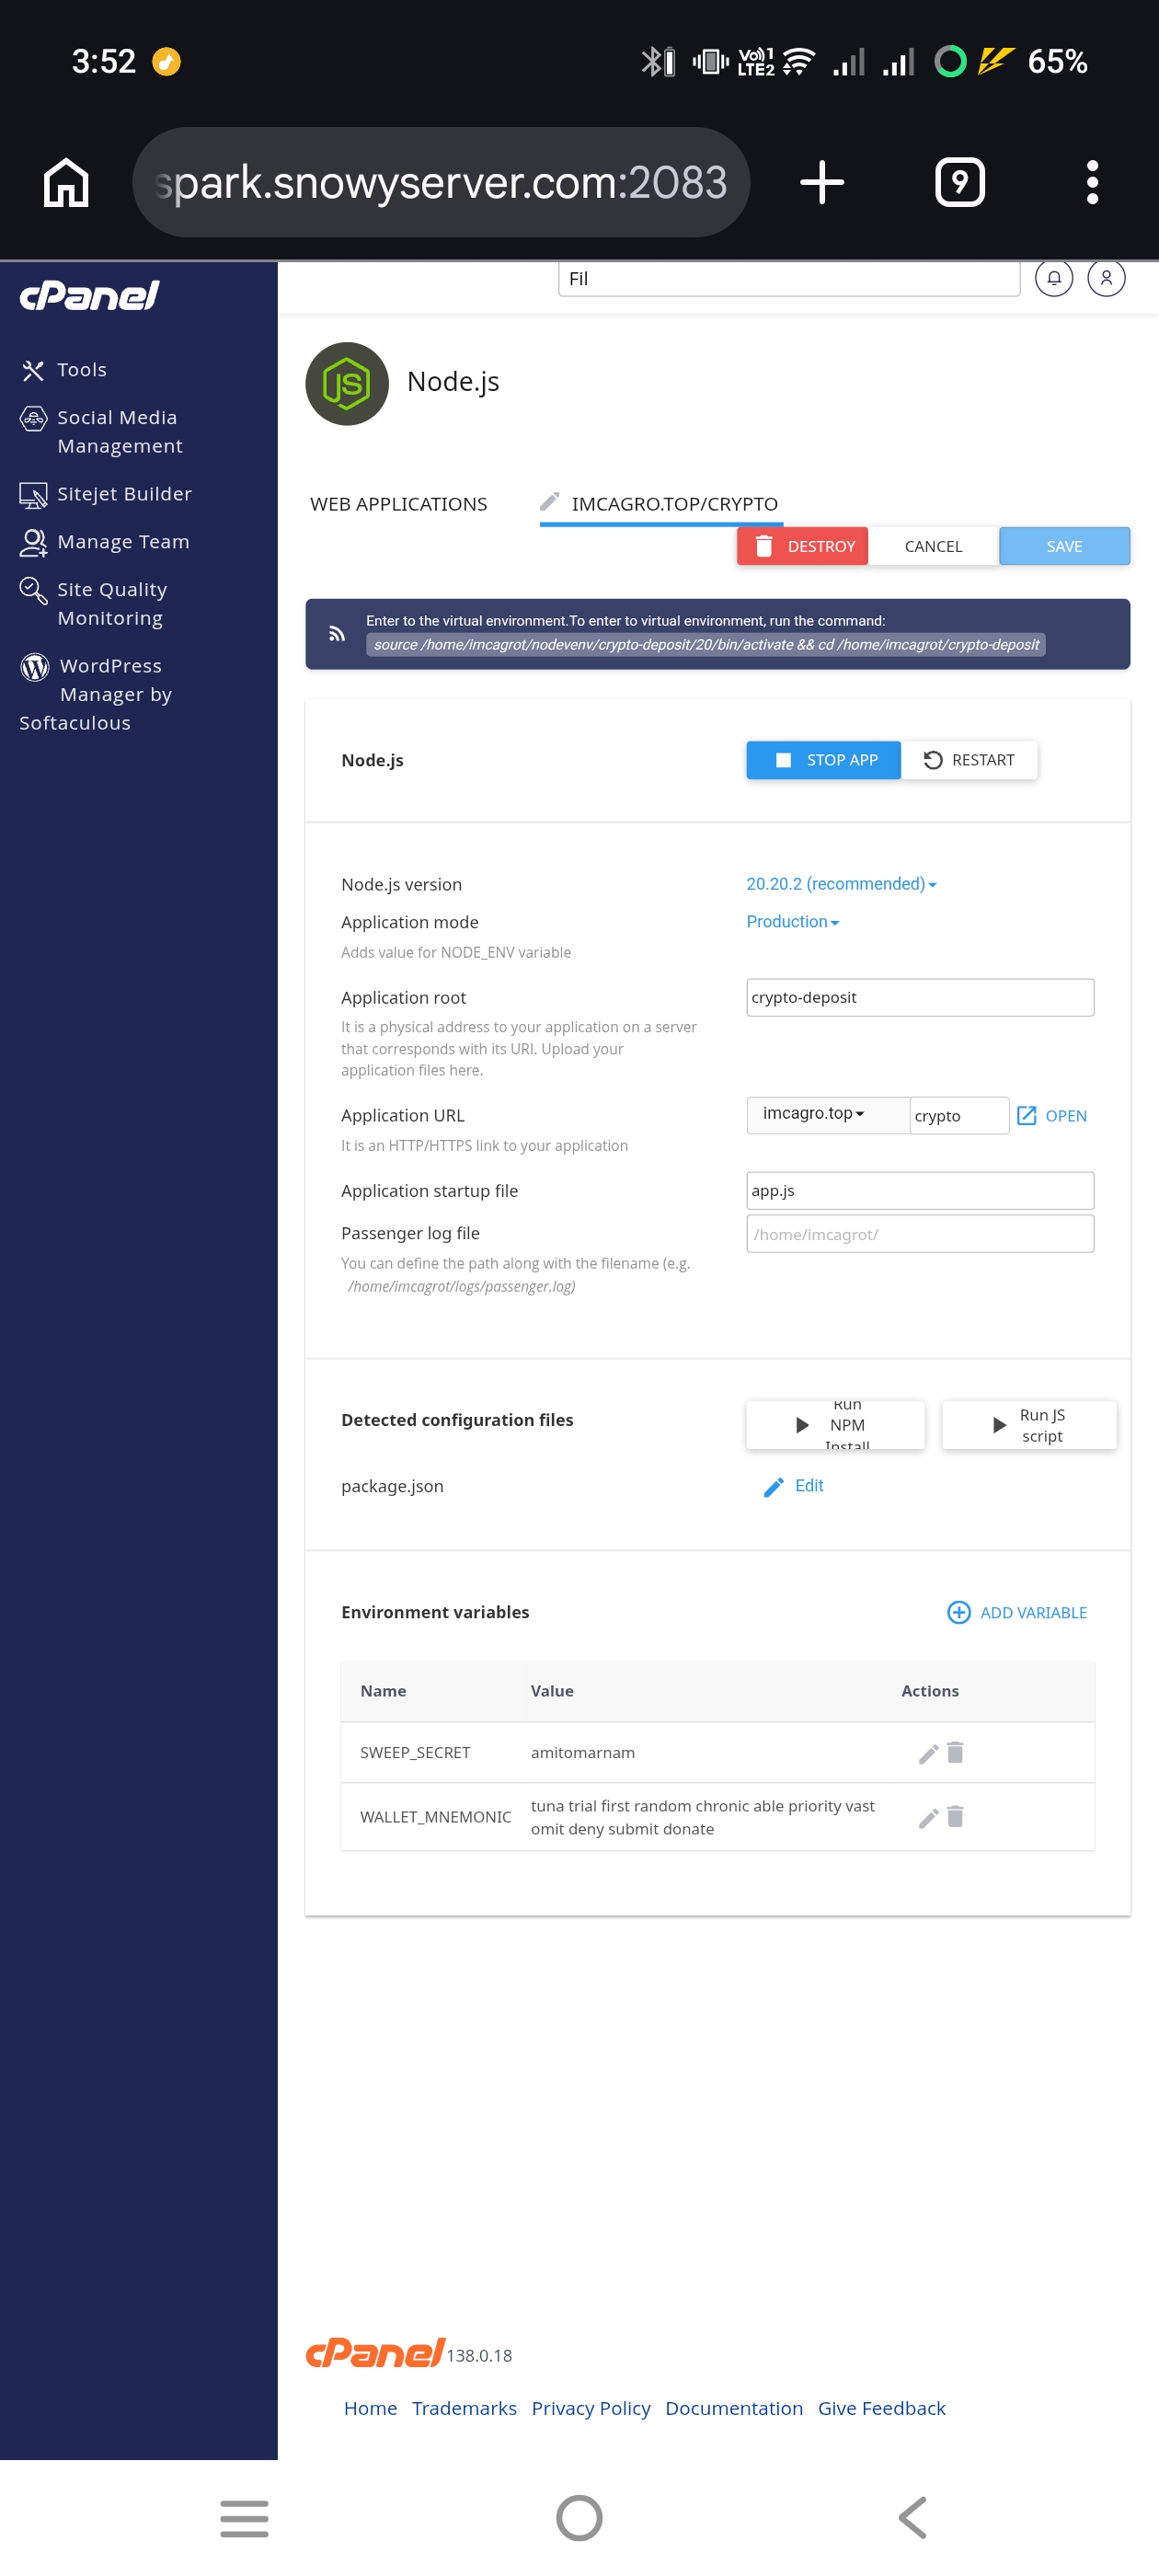 3:52
Vo) 1
LTE2
65%
spark.snowyserver.com:2083
9
cPanel
Fil
Tools
Social Media
Management
Sitejet Builder
Manage Team
Site Quality
Monitoring
WordPress
Manager by
Softaculous
JS
Node.js
WEB APPLICATIONS
IMCAGRO.TOP/CRYPTO
DESTROY
CANCEL
SAVE
Enter to the virtual environment.To enter to virtual environment, run the command:
source /home/imcagrot/nodevenv/crypto-deposit/20/bin/activate && cd /home/imcagrot/crypto-deposit
Node.js
STOP APP
RESTART
Node.js version
20.20.2 (recommended)
Application mode
Production
Adds value for NODE_ENV variable
Application root
crypto-deposit
It is a physical address to your application on a server
that corresponds with its URI. Upload your
application files here.
Application URL
imcagro.top
crypto
OPEN
It is an HTTP/HTTPS link to your application
Application startup file
app.js
Passenger log file
/home/imcagrot/
You can define the path along with the filename (e.g.
/home/imcagrot/logs/passenger.log)
Detected configuration files
Run
NPM
Install
Run JS
script
package.json
Edit
Environment variables
ADD VARIABLE
Name
Value
Actions
SWEEP_SECRET
amitomarnam
WALLET_MNEMONIC
tuna trial first random chronic able priority vast
omit deny submit donate
cPanel
138.0.18
Home
Trademarks
Privacy Policy
Documentation
Give Feedback